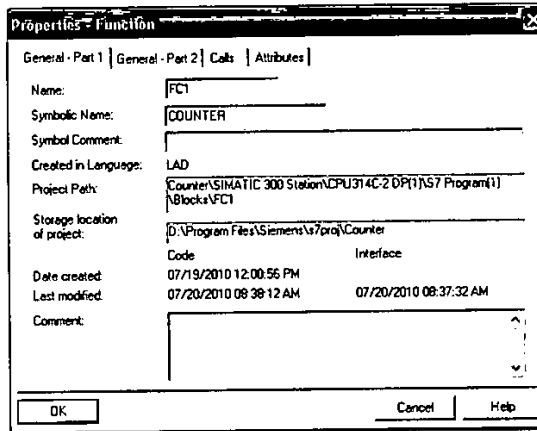 Properties - Function
General - Part 1 General - Part 2 Calls Attributes
Name: FC1
Symbolic Name: COUNTER
Symbol Comment:
Created in Language: LAD
Project Path: Counter\SIMATIC 300 Station\CPU314C-2 DP(1)\S7 Program(1)
\Blocks\FC1
Storage location
of project: D:\Program Files\Siemens\s7proj\Counter
Code Interface
Date created: 07/19/2010 12:00:56 PM
Last modified: 07/20/2010 08:38:12 AM 07/20/2010 08:37:32 AM
Comment:
OK Cancel Help